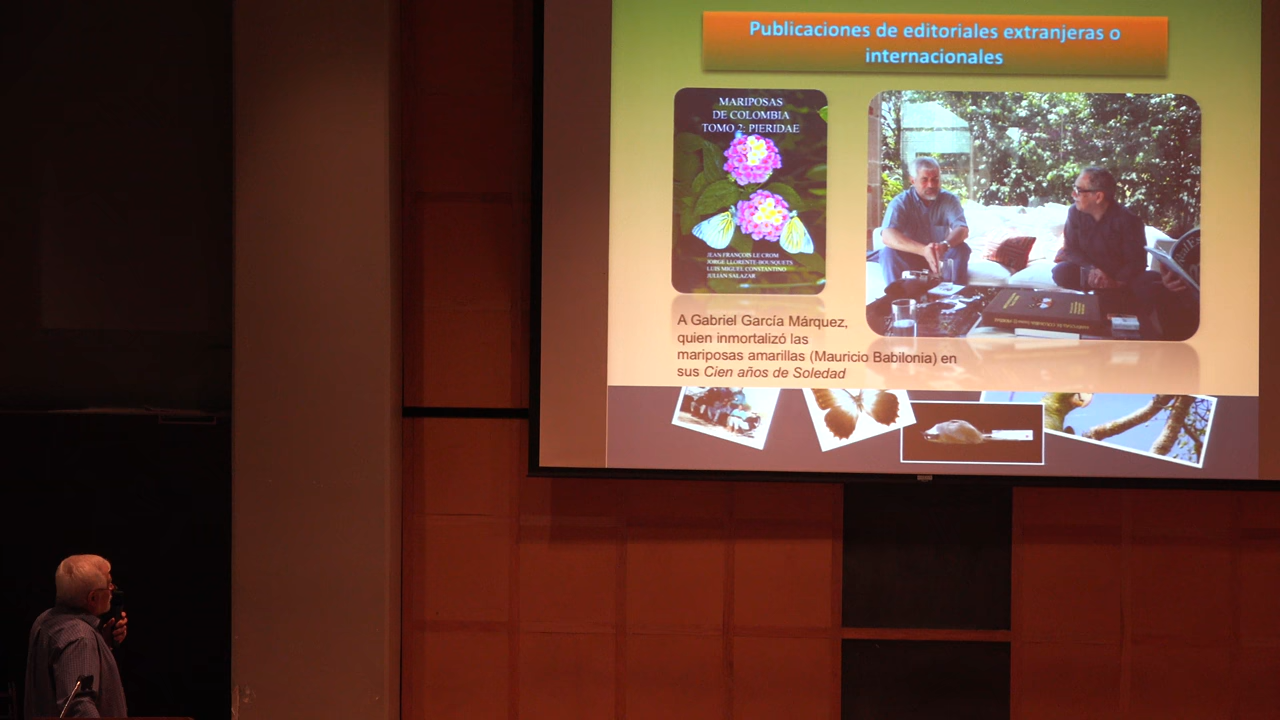 Publicaciones de editoriales extranjeras o
internacionales
MARIPOSAS
DE COLOMBIA
TOMO 2: PIERIDAE
JEAN FRANÇOIS LE CROM
JORGE LLORENTE-BOUSQUETS
LUIS MIGUEL CONSTANTINO
JULIÁN SALAZAR
A Gabriel García Márquez,
quien inmortalizó las
mariposas amarillas (Mauricio Babilonia) en
sus Cien años de Soledad